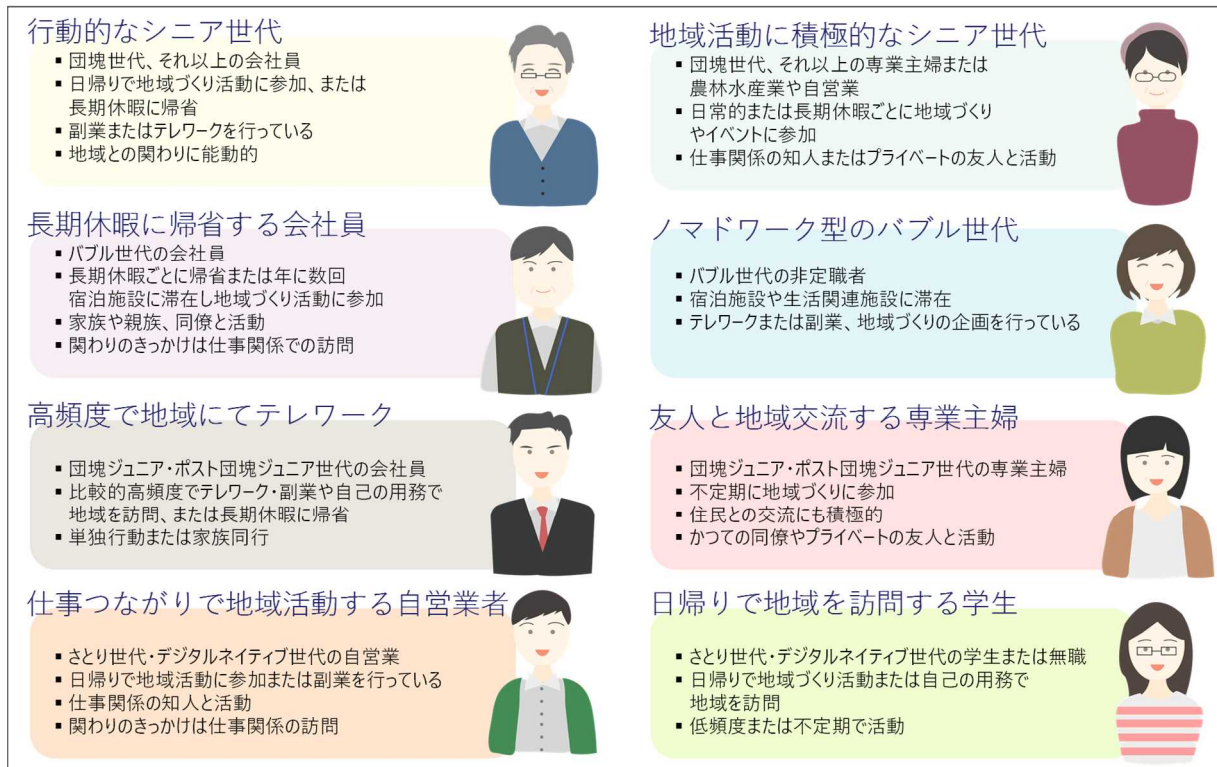 行動的なシニア世代
▪ 団塊世代、それ以上の会社員
▪ 日帰りで地域づくり活動に参加、または
長期休暇に帰省
▪ 副業またはテレワークを行っている
▪ 地域との関わりに能動的
地域活動に積極的なシニア世代
▪ 団塊世代、それ以上の専業主婦または
農林水産業や自営業
▪ 日常的または長期休暇ごとに地域づくり
やイベントに参加
▪ 仕事関係の知人またはプライベートの友人と活動
長期休暇に帰省する会社員
▪ バブル世代の会社員
▪ 長期休暇ごとに帰省または年に数回
宿泊施設に滞在し地域づくり活動に参加
▪ 家族や親族、同僚と活動
▪ 関わりのきっかけは仕事関係での訪問
ノマドワーク型のバブル世代
▪ バブル世代の非定職者
▪ 宿泊施設や生活関連施設に滞在
▪ テレワークまたは副業、地域づくりの企画を行っている
高頻度で地域にてテレワーク
▪ 団塊ジュニア・ポスト団塊ジュニア世代の会社員
▪ 比較的高頻度でテレワーク・副業や自己の用務で
地域を訪問、または長期休暇に帰省
▪ 単独行動または家族同行
友人と地域交流する専業主婦
▪ 団塊ジュニア・ポスト団塊ジュニア世代の専業主婦
▪ 不定期に地域づくりに参加
▪ 住民との交流にも積極的
▪ かつての同僚やプライベートの友人と活動
仕事つながりで地域活動する自営業者
▪ さとり世代・デジタルネイティブ世代の自営業
▪ 日帰りで地域活動に参加または副業を行っている
▪ 仕事関係の知人と活動
▪ 関わりのきっかけは仕事関係の訪問
日帰りで地域を訪問する学生
▪ さとり世代・デジタルネイティブ世代の学生または無職
▪ 日帰りで地域づくり活動または自己の用務で
地域を訪問
▪ 低頻度または不定期で活動